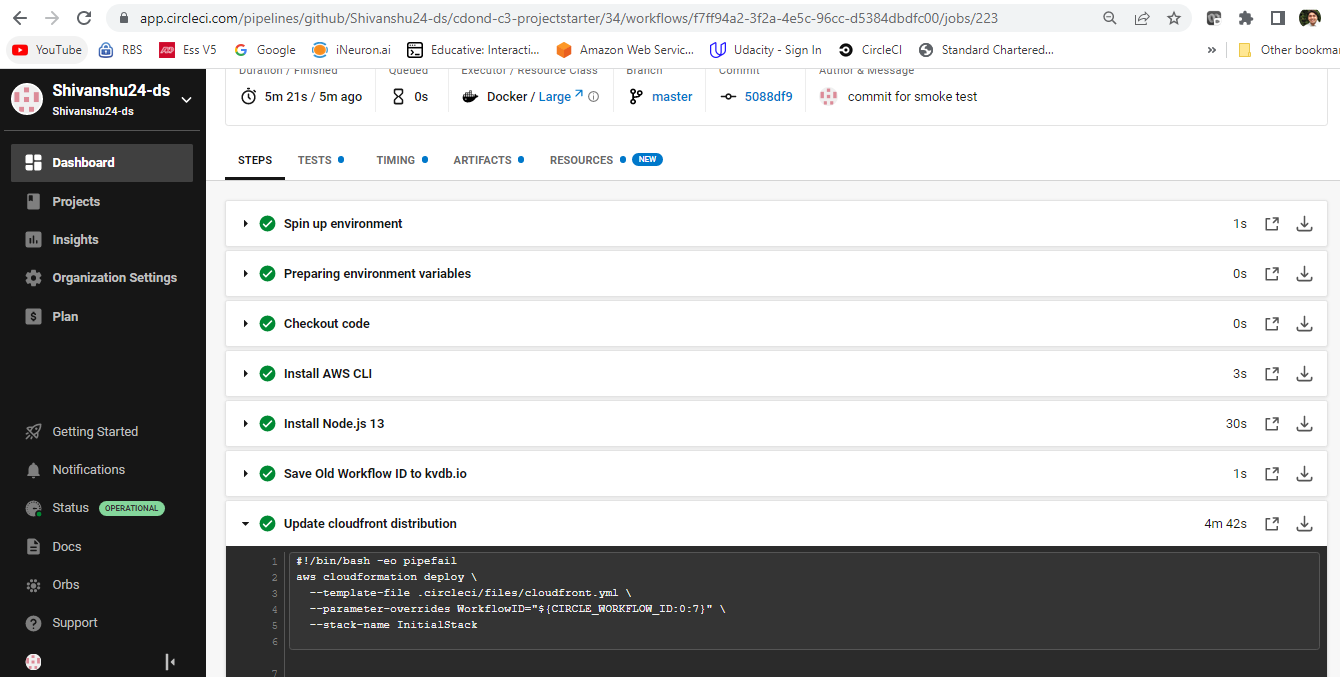 app.circleci.com/pipelines/github/Shivanshu24-ds/cdond-c3-projectstarter/34/workflows/f7ff94a2-3f2a-4e5c-96cc-d5384dbdfc00/jobs/223
YouTube RBS Ess V5 Google iNeuron.ai Educative: Interacti... Amazon Web Servic... Udacity - Sign In CircleCI Standard Chartered... » Other bookmar
Shivanshu24-ds
Shivanshu24-ds
Dashboard
Projects
Insights
Organization Settings
Plan
Getting Started
Notifications
Status OPERATIONAL
Docs
Orbs
Support
Duration / Finished Queued Executor / Resource Class Branch Commit Author & Message
5m 21s / 5m ago 0s Docker / Large master 5088df9 commit for smoke test
STEPS TESTS TIMING ARTIFACTS RESOURCES NEW
Spin up environment 1s
Preparing environment variables 0s
Checkout code 0s
Install AWS CLI 3s
Install Node.js 13 30s
Save Old Workflow ID to kvdb.io 1s
Update cloudfront distribution 4m 42s
1 #!/bin/bash -eo pipefail
2 aws cloudformation deploy \
3 --template-file .circleci/files/cloudfront.yml \
4 --parameter-overrides WorkflowID="${CIRCLE_WORKFLOW_ID:0:7}" \
5 --stack-name InitialStack
6
7